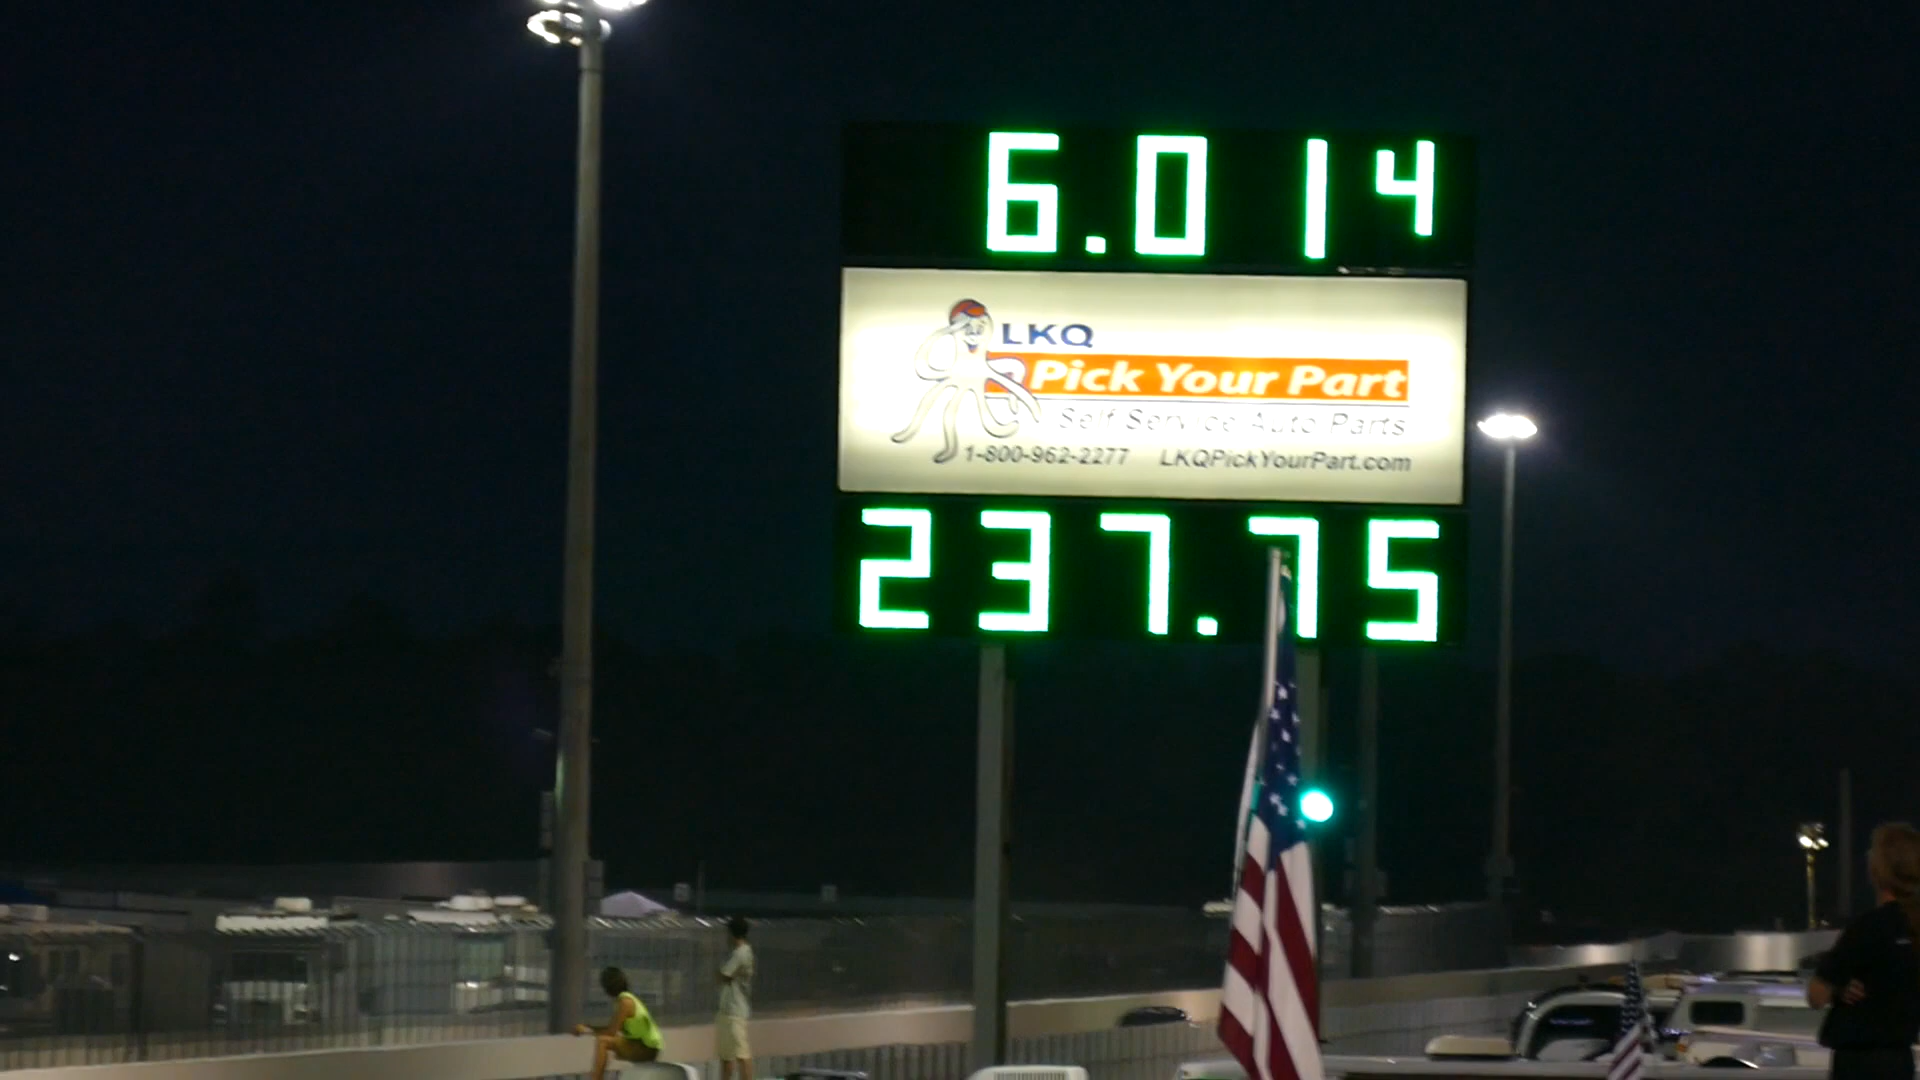 6.014
LKQ
Pick Your Part
Self Service Auto Parts
1-800-962-2277 LKQPickYourPart.com
237.75